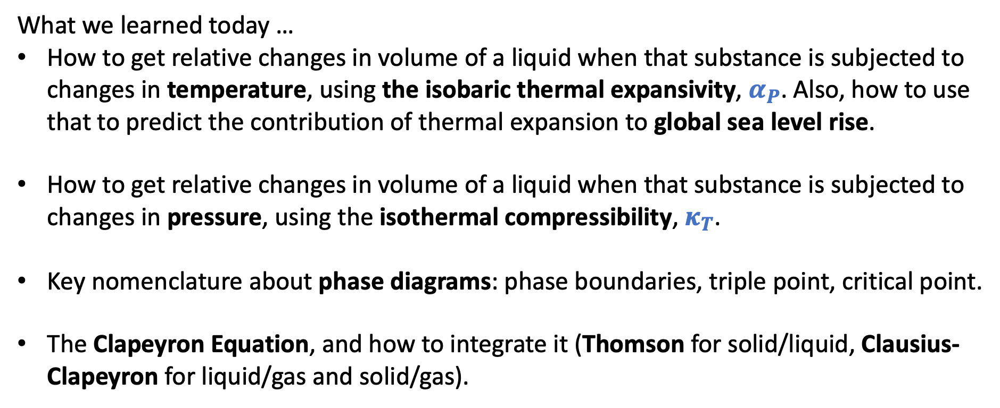 What we learned today ...
• How to get relative changes in volume of a liquid when that substance is subjected to
changes in temperature, using the isobaric thermal expansivity, α_P. Also, how to use
that to predict the contribution of thermal expansion to global sea level rise.
• How to get relative changes in volume of a liquid when that substance is subjected to
changes in pressure, using the isothermal compressibility, κ_T.
• Key nomenclature about phase diagrams: phase boundaries, triple point, critical point.
• The Clapeyron Equation, and how to integrate it (Thomson for solid/liquid, Clausius-
Clapeyron for liquid/gas and solid/gas).